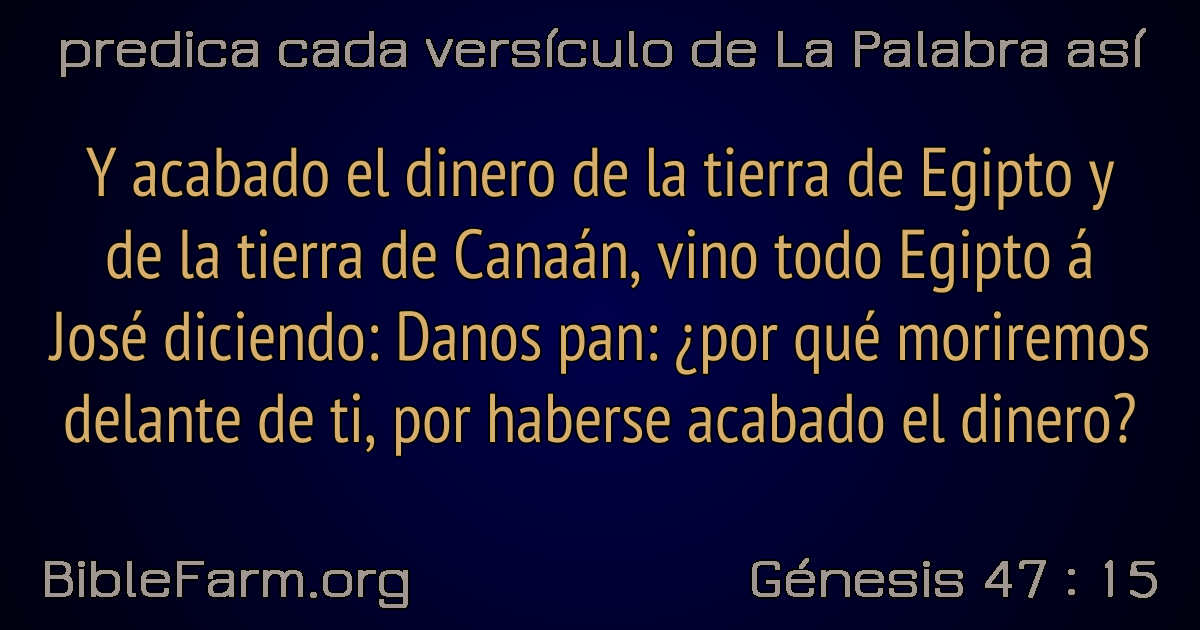 predica cada versículo de La Palabra así
Y acabado el dinero de la tierra de Egipto y
de la tierra de Canaán, vino todo Egipto á
José diciendo: Danos pan: ¿por qué moriremos
delante de ti, por haberse acabado el dinero?
BibleFarm.org
Génesis 47 : 15